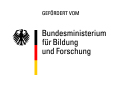 GEFÖRDERT VOM
Bundesministerium
für Bildung
und Forschung